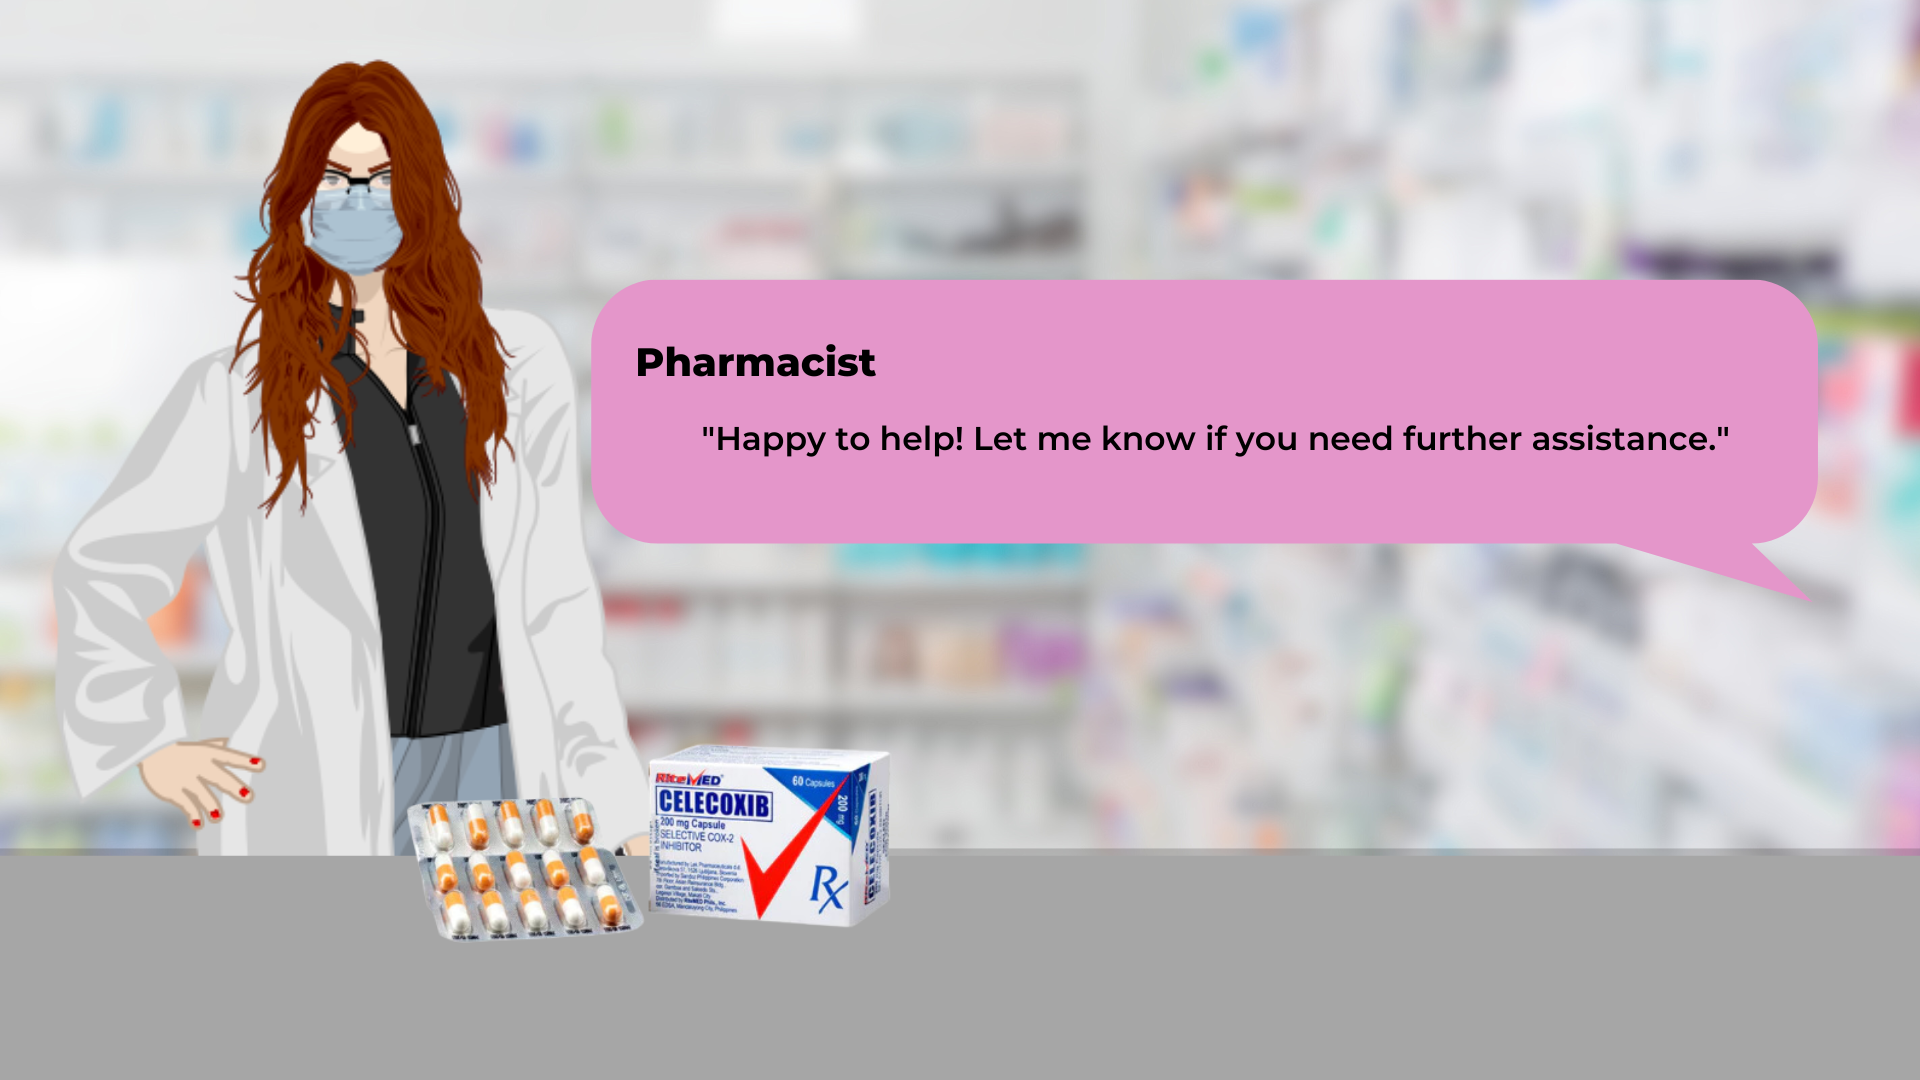 Pharmacist
"Happy to help! Let me know if you need further assistance."
RiteMED
60 Capsules
CELECOXIB
200 mg
200 mg Capsule
SELECTIVE COX-2
INHIBITOR
CELECOXIB
Rx